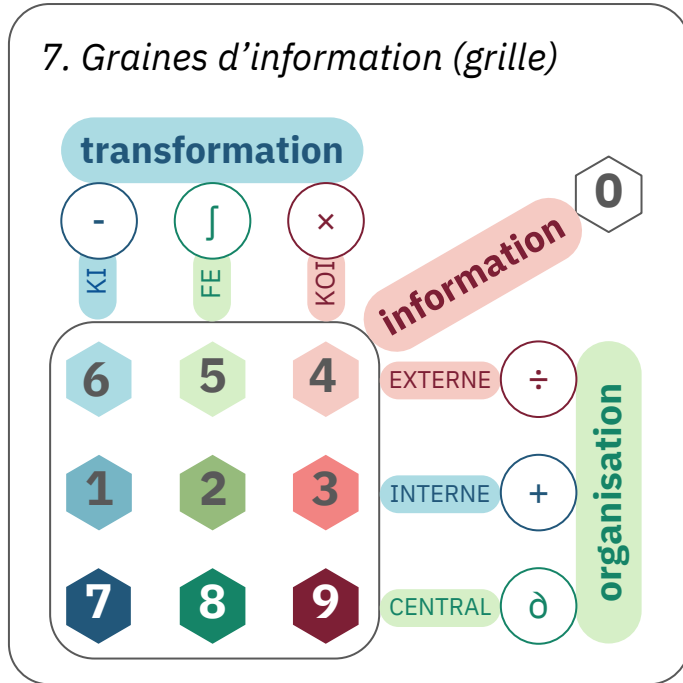 7. Graines d’information (grille)
transformation
0
- ∫ ×
information
KI FE KOI
6 5 4 EXTERNE ÷
organisation
1 2 3 INTERNE +
7 8 9 CENTRAL ∂